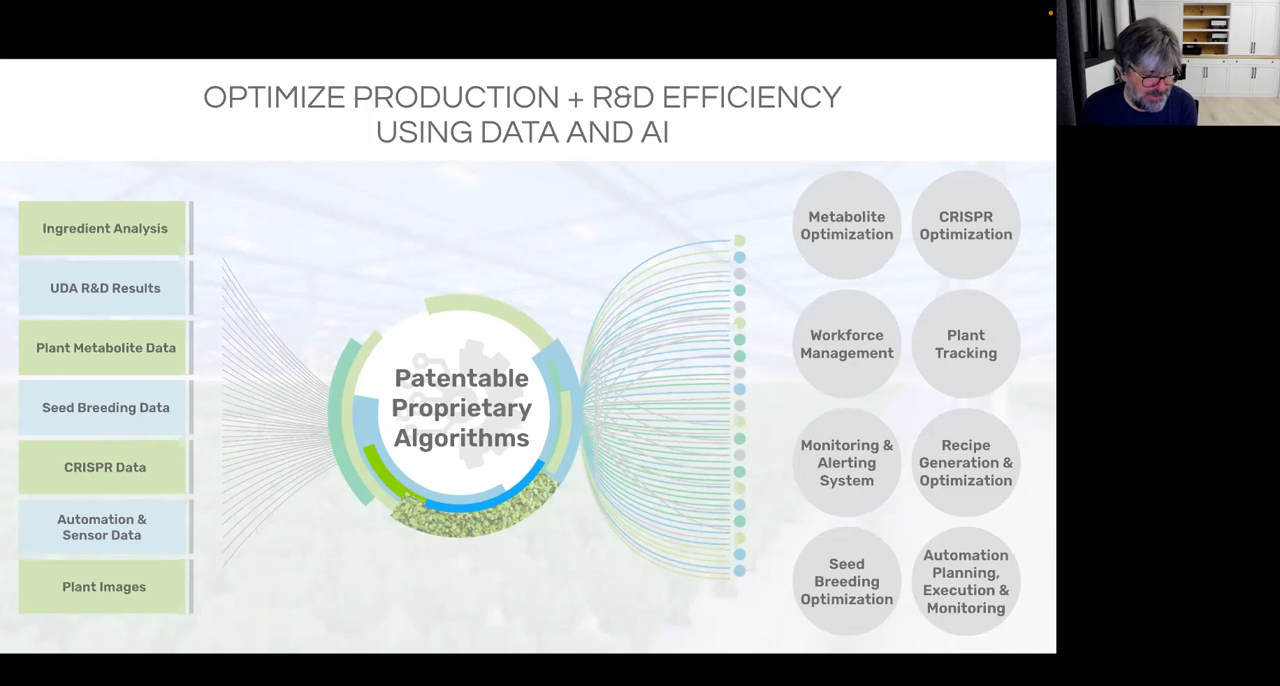 OPTIMIZE PRODUCTION + R&D EFFICIENCY
USING DATA AND AI
Ingredient Analysis
UDA R&D Results
Plant Metabolite Data
Seed Breeding Data
CRISPR Data
Automation &
Sensor Data
Plant Images
Patentable
Proprietary
Algorithms
Metabolite
Optimization
CRISPR
Optimization
Workforce
Management
Plant
Tracking
Monitoring &
Alerting
System
Recipe
Generation &
Optimization
Seed
Breeding
Optimization
Automation
Planning,
Execution &
Monitoring